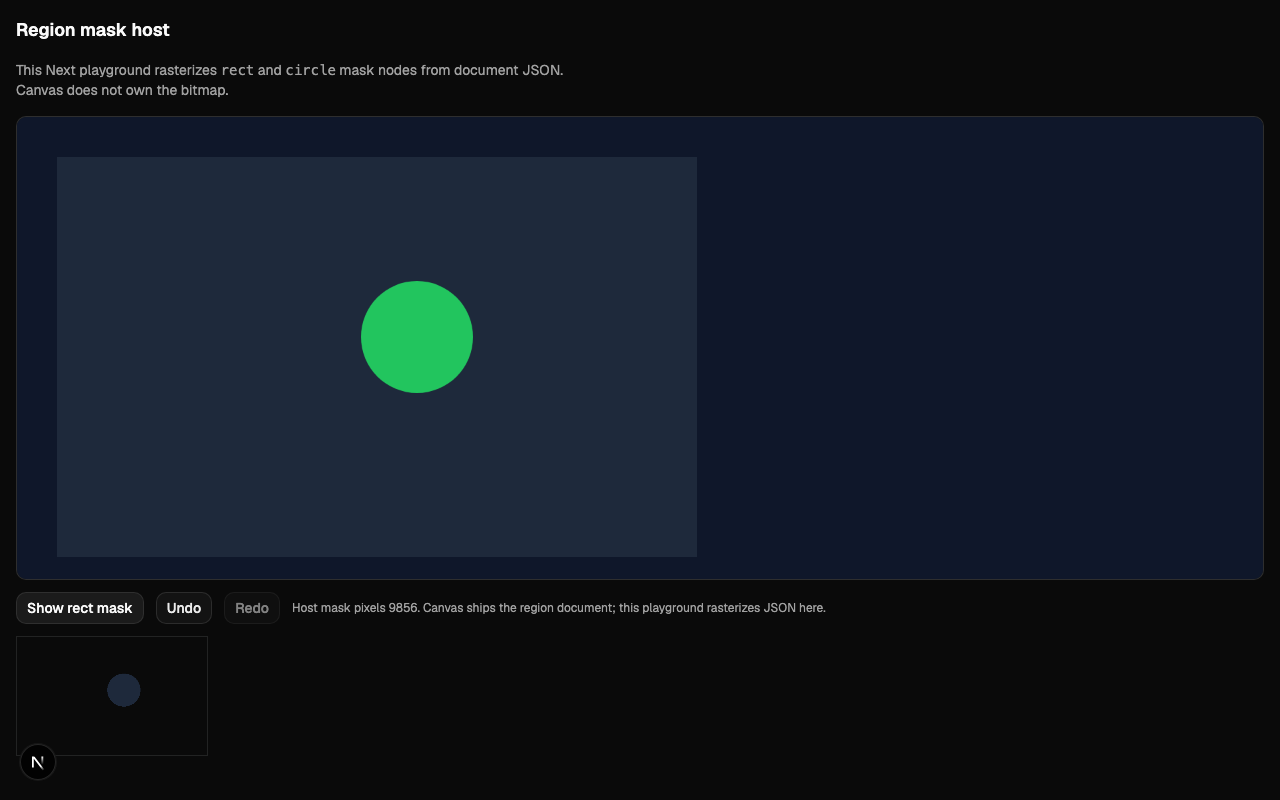 Region mask host
This Next playground rasterizes rect and circle mask nodes from document JSON.
Canvas does not own the bitmap.
Show rect mask Undo Redo Host mask pixels 9856. Canvas ships the region document; this playground rasterizes JSON here.
N